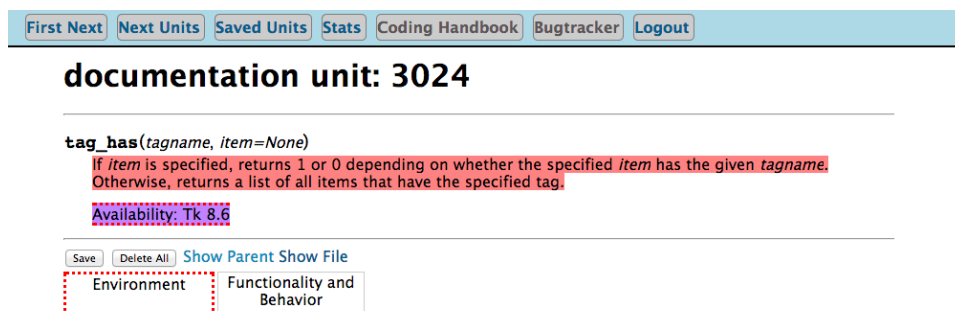 First Next Next Units Saved Units Stats Coding Handbook Bugtracker Logout
documentation unit: 3024
tag_has(tagname, item=None)
If item is specified, returns 1 or 0 depending on whether the specified item has the given tagname.
Otherwise, returns a list of all items that have the specified tag.
Availability: Tk 8.6
Save Delete All Show Parent Show File
Environment
Functionality and
Behavior